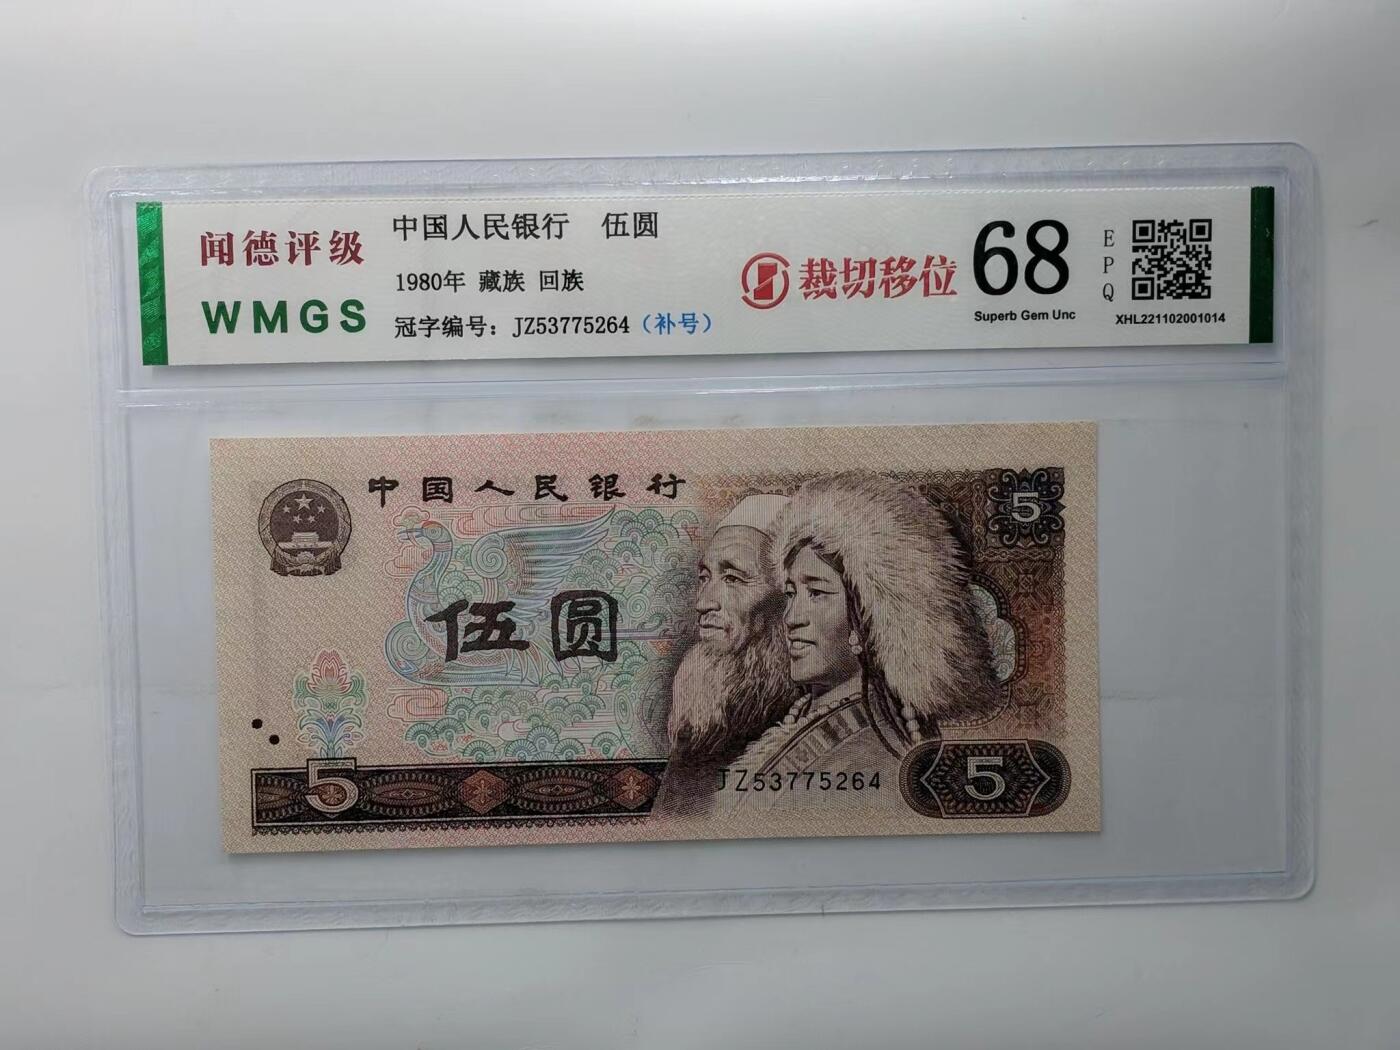 闻德评级
WMGS
中国人民银行 伍圆
1980年 藏族 回族
冠字编号：JZ53775264（补号）
裁切移位
68
Superb Gem Unc
EPQ
XHL221102001014
中国人民银行
5
伍圆
5
JZ53775264
5